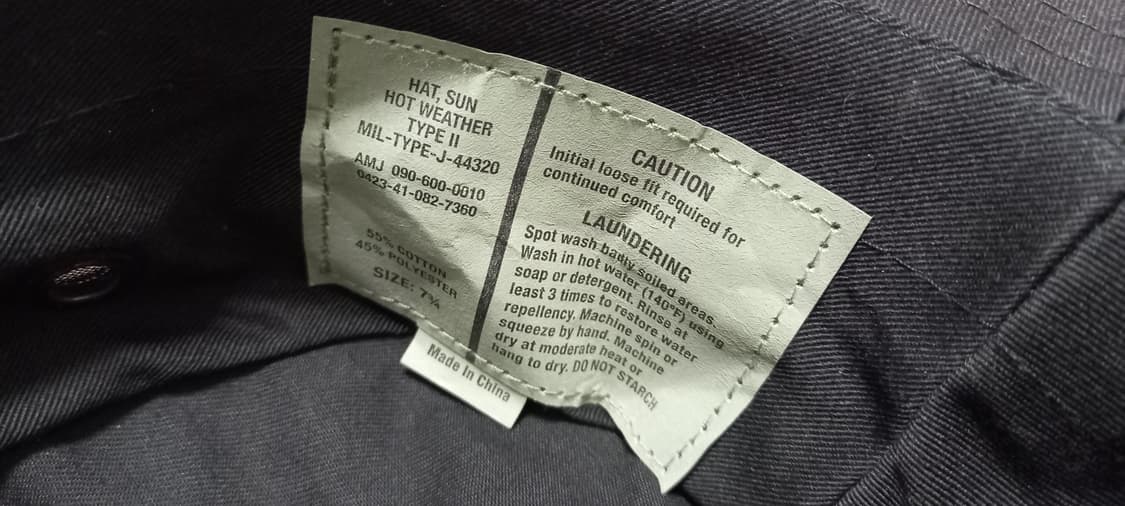 HAT, SUN
HOT WEATHER
TYPE II
MIL-TYPE-J-44320
AMJ 090-600-0010
0423-41-082-7360
55% COTTON
45% POLYESTER
SIZE: 7¾
CAUTION
Initial loose fit required for
continued comfort
LAUNDERING
Spot wash badly soiled areas.
Wash in hot water (140°F) using
soap or detergent. Rinse at
least 3 times to restore water
repellency. Machine spin or
squeeze by hand. Machine
dry at moderate heat or
hang to dry. DO NOT STARCH
Made In China